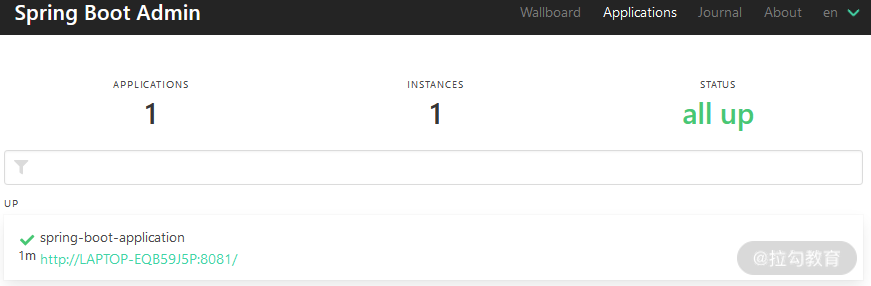 Spring Boot Admin Wallboard Applications Journal About en
APPLICATIONS INSTANCES STATUS
1 1 all up
UP
spring-boot-application
1m http://LAPTOP-EQB59J5P:8081/
@拉勾教育